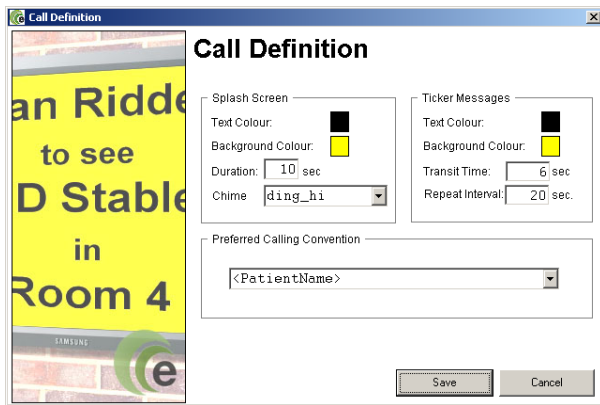 Call Definition
Call Definition
an Ridde
to see
D Stable
in
Room 4
SAMSUNG
e
Splash Screen
Text Colour:
Background Colour:
Duration: 10 sec
Chime ding_hi
Ticker Messages
Text Colour:
Background Colour:
Transit Time: 6 sec
Repeat Interval: 20 sec.
Preferred Calling Convention
<PatientName>
Save Cancel